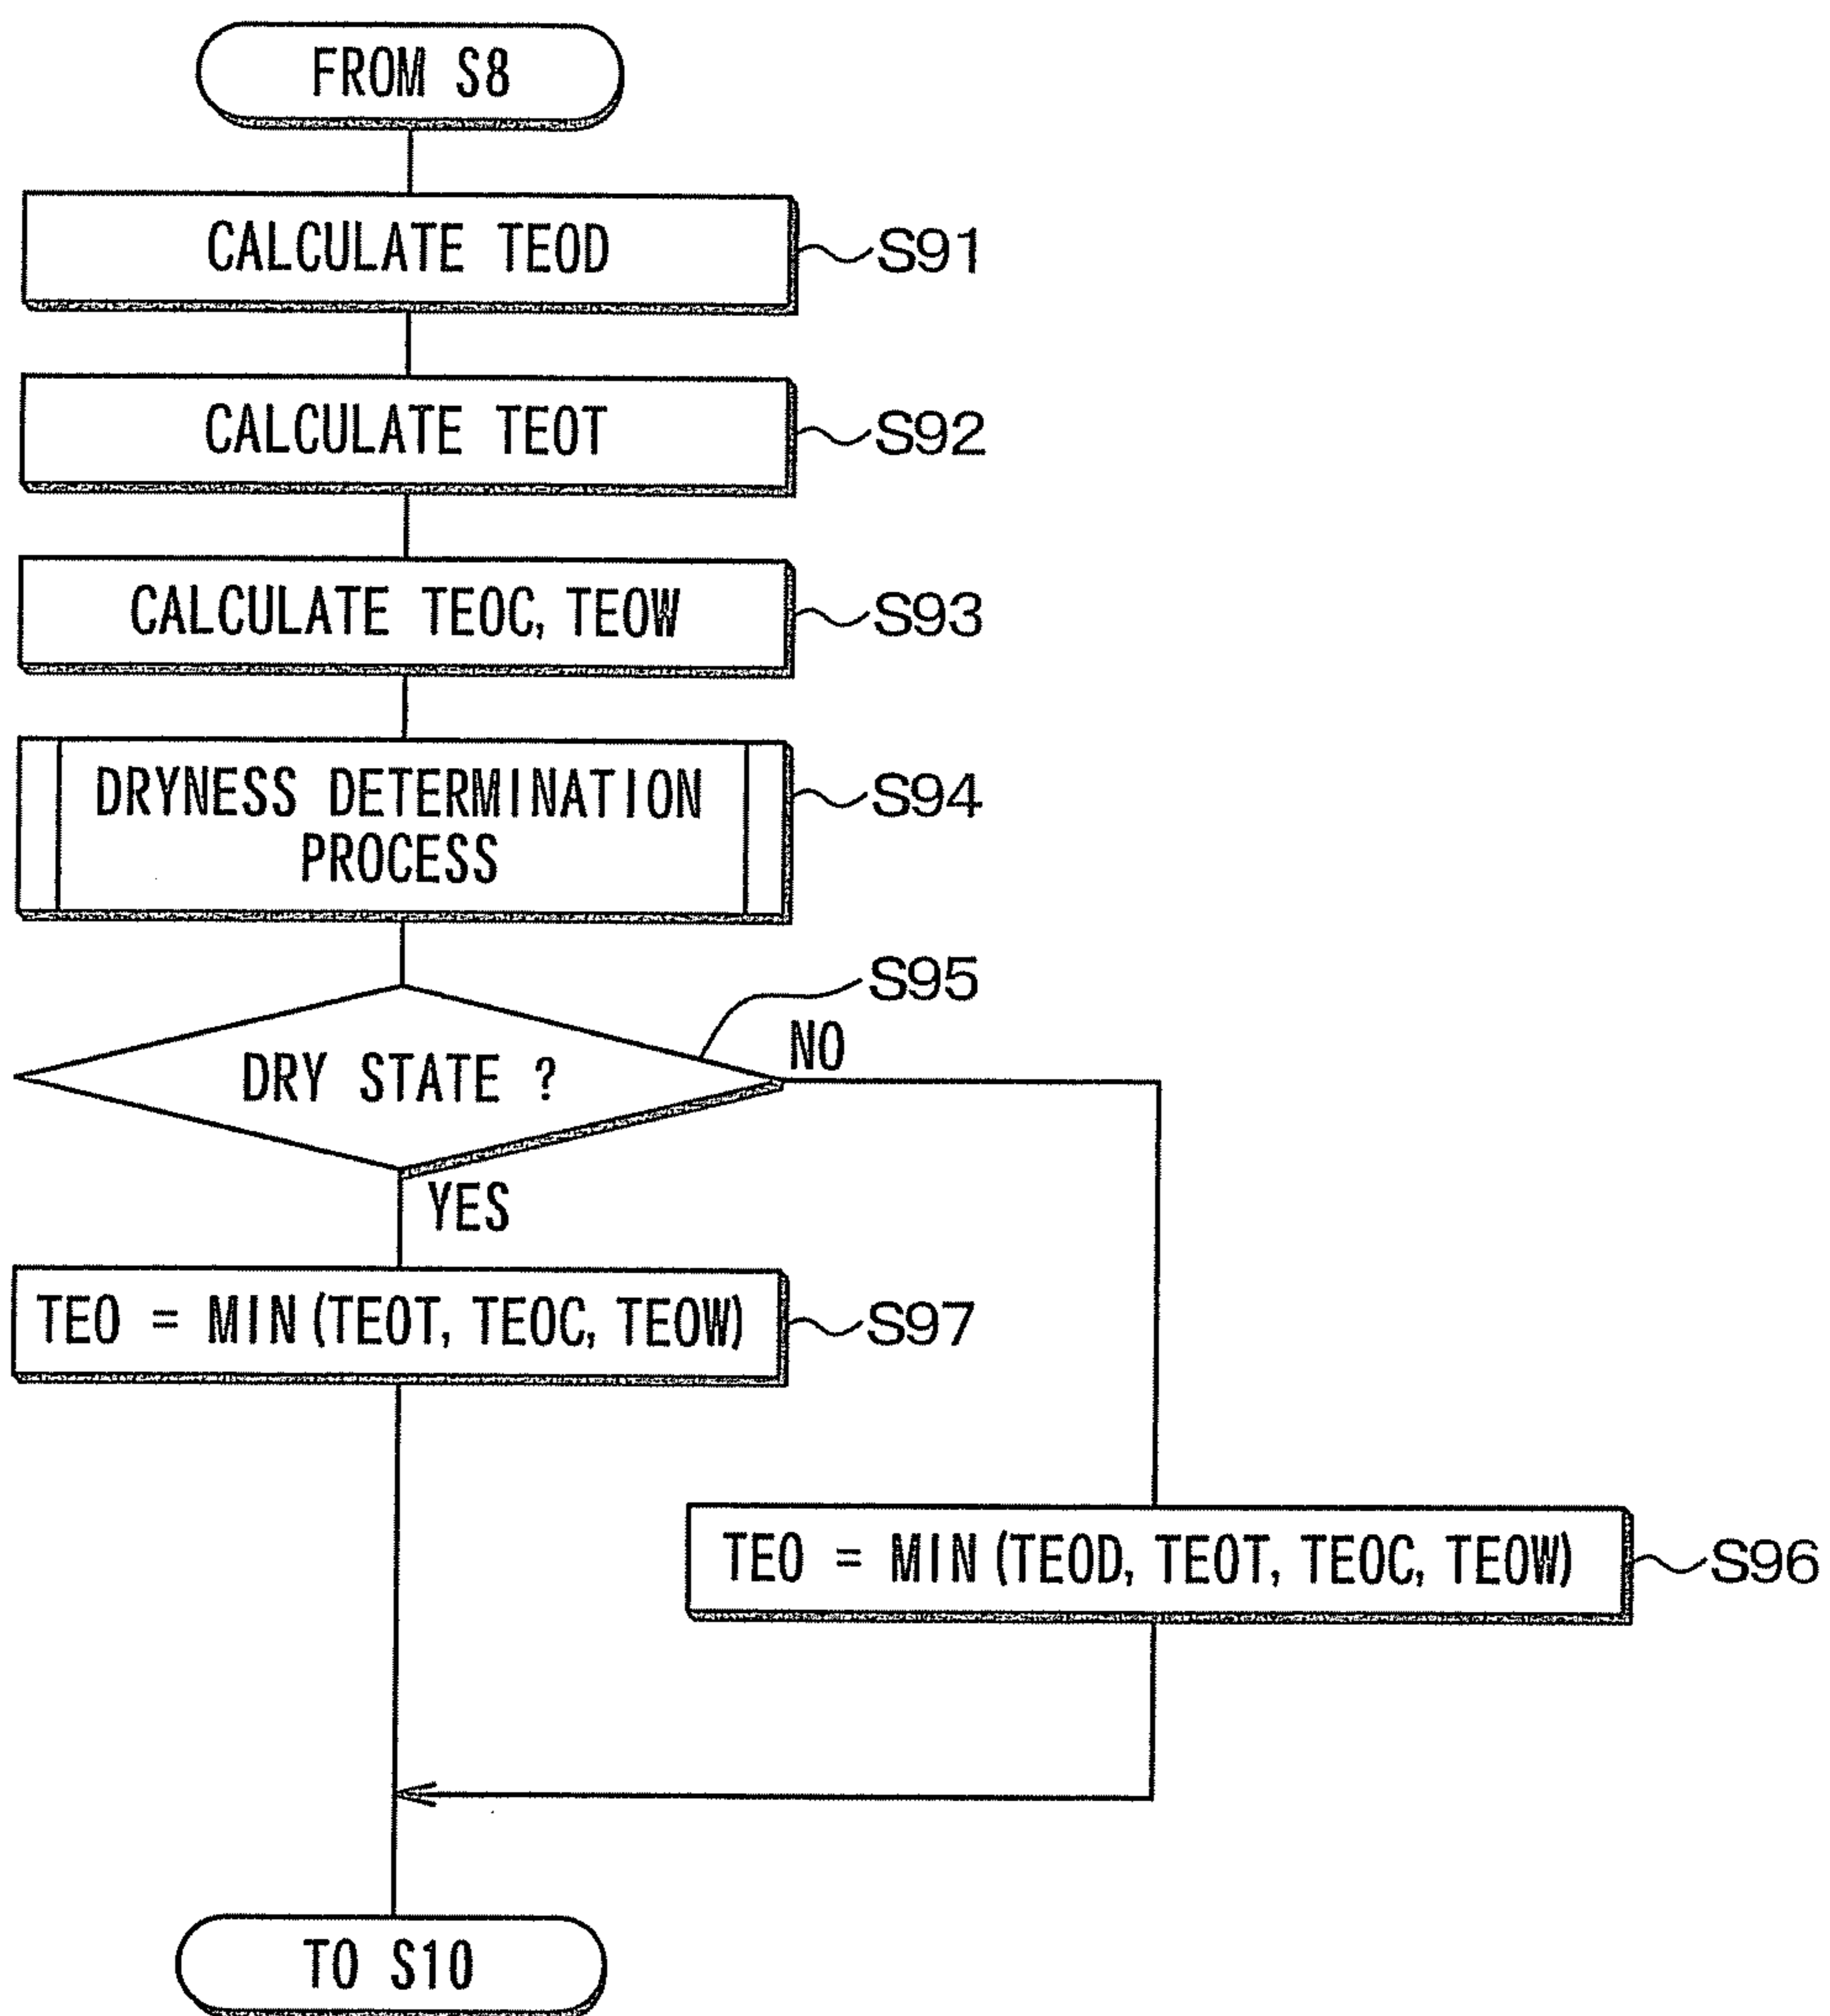 FROM S8
CALCULATE TEOD
S91
CALCULATE TEOT
S92
CALCULATE TEOC, TEOW
S93
DRYNESS DETERMINATION
PROCESS
S94
S95
DRY STATE ?
NO
YES
TEO = MIN (TEOT, TEOC, TEOW)
S97
TEO = MIN (TEOD, TEOT, TEOC, TEOW)
S96
TO S10